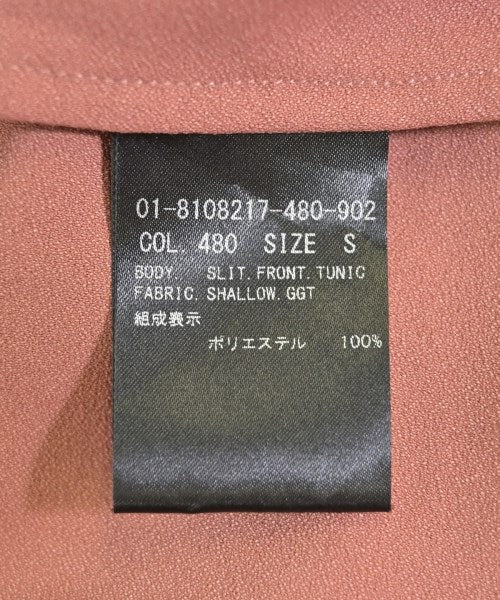 01-8108217-480-902
COL 480 SIZE S
BODY. SLIT.FRONT.TUNIC
FABRIC.SHALLOW.GGT
組成表示
ポリエステル 100%